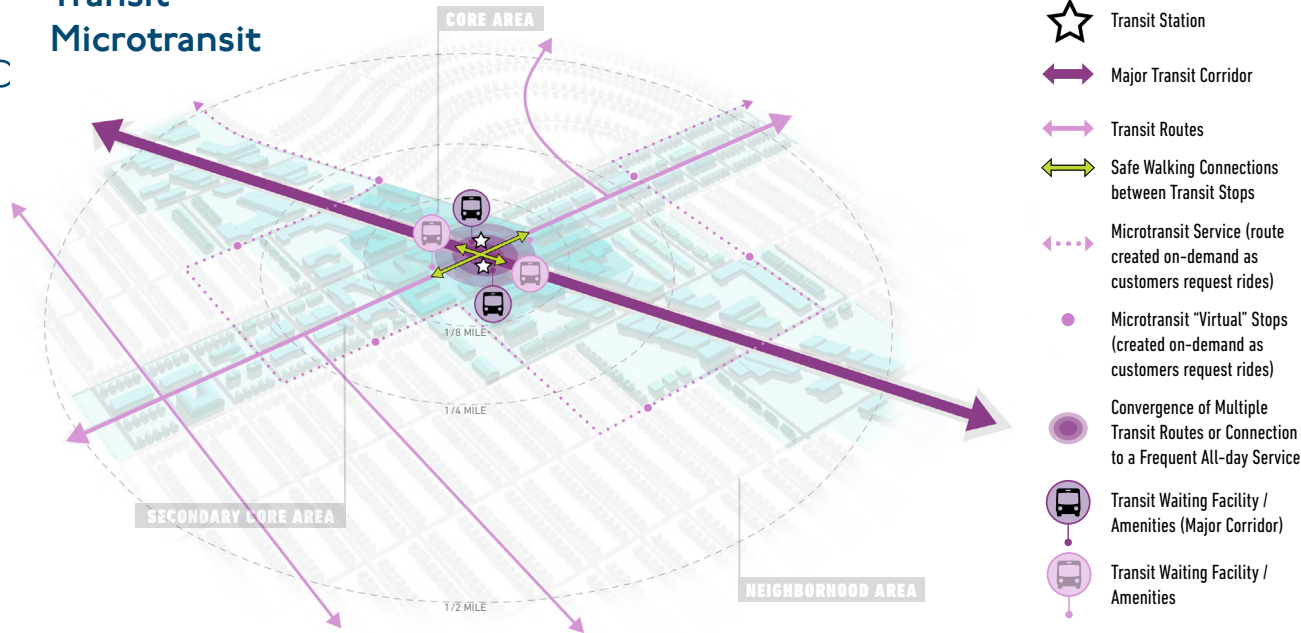 Transit
Microtransit
CORE AREA
1/8 MILE
1/4 MILE
1/2 MILE
SECONDARY CORE AREA
NEIGHBORHOOD AREA
Transit Station
Major Transit Corridor
Transit Routes
Safe Walking Connections
between Transit Stops
Microtransit Service (route
created on-demand as
customers request rides)
Microtransit “Virtual” Stops
(created on-demand as
customers request rides)
Convergence of Multiple
Transit Routes or Connection
to a Frequent All-day Service
Transit Waiting Facility /
Amenities (Major Corridor)
Transit Waiting Facility /
Amenities